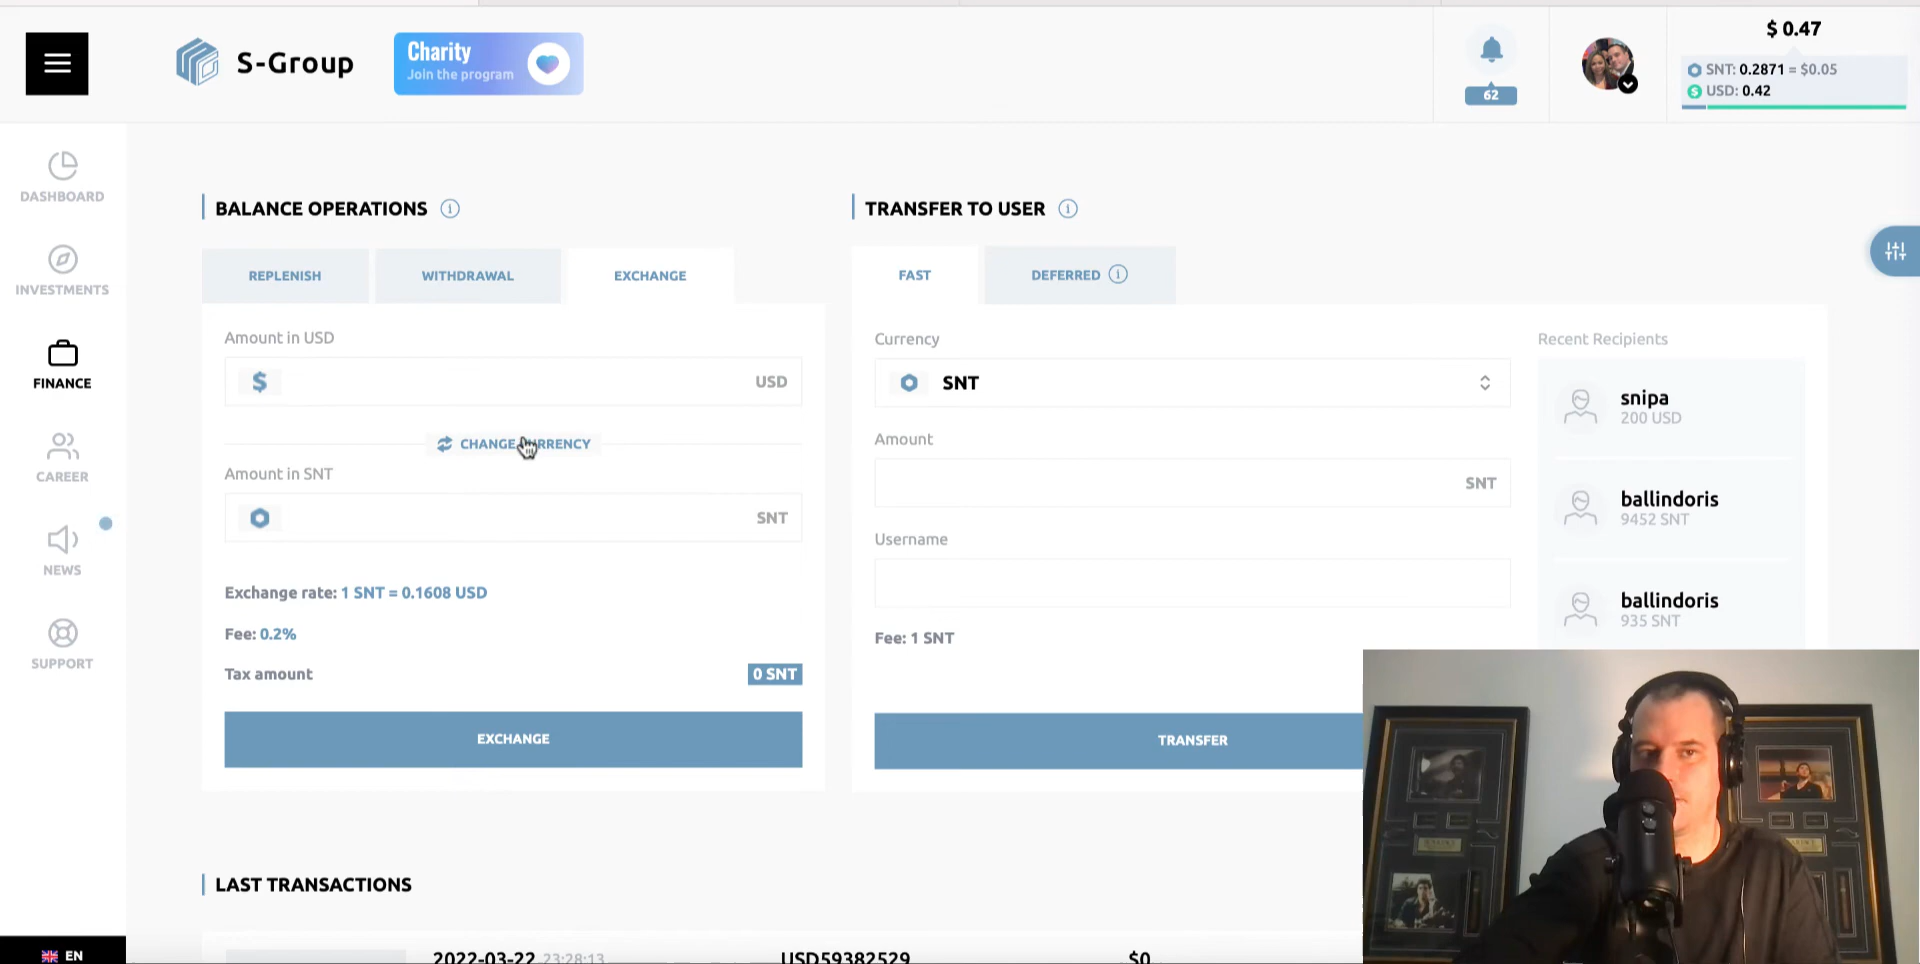 S-Group
Charity
Join the program
62
$ 0.47
SNT: 0.2871 = $0.05
USD: 0.42
DASHBOARD
INVESTMENTS
FINANCE
CAREER
NEWS
SUPPORT
EN
BALANCE OPERATIONS
REPLENISH
WITHDRAWAL
EXCHANGE
Amount in USD
$ USD
CHANGE CURRENCY
Amount in SNT
SNT
Exchange rate: 1 SNT = 0.1608 USD
Fee: 0.2%
Tax amount 0 SNT
EXCHANGE
TRANSFER TO USER
FAST
DEFERRED
Currency
SNT
Amount
SNT
Username
Fee: 1 SNT
TRANSFER
Recent Recipients
snipa
200 USD
ballindoris
9452 SNT
ballindoris
935 SNT
LAST TRANSACTIONS
2022-03-22 23:28:13 USD59382529 $0